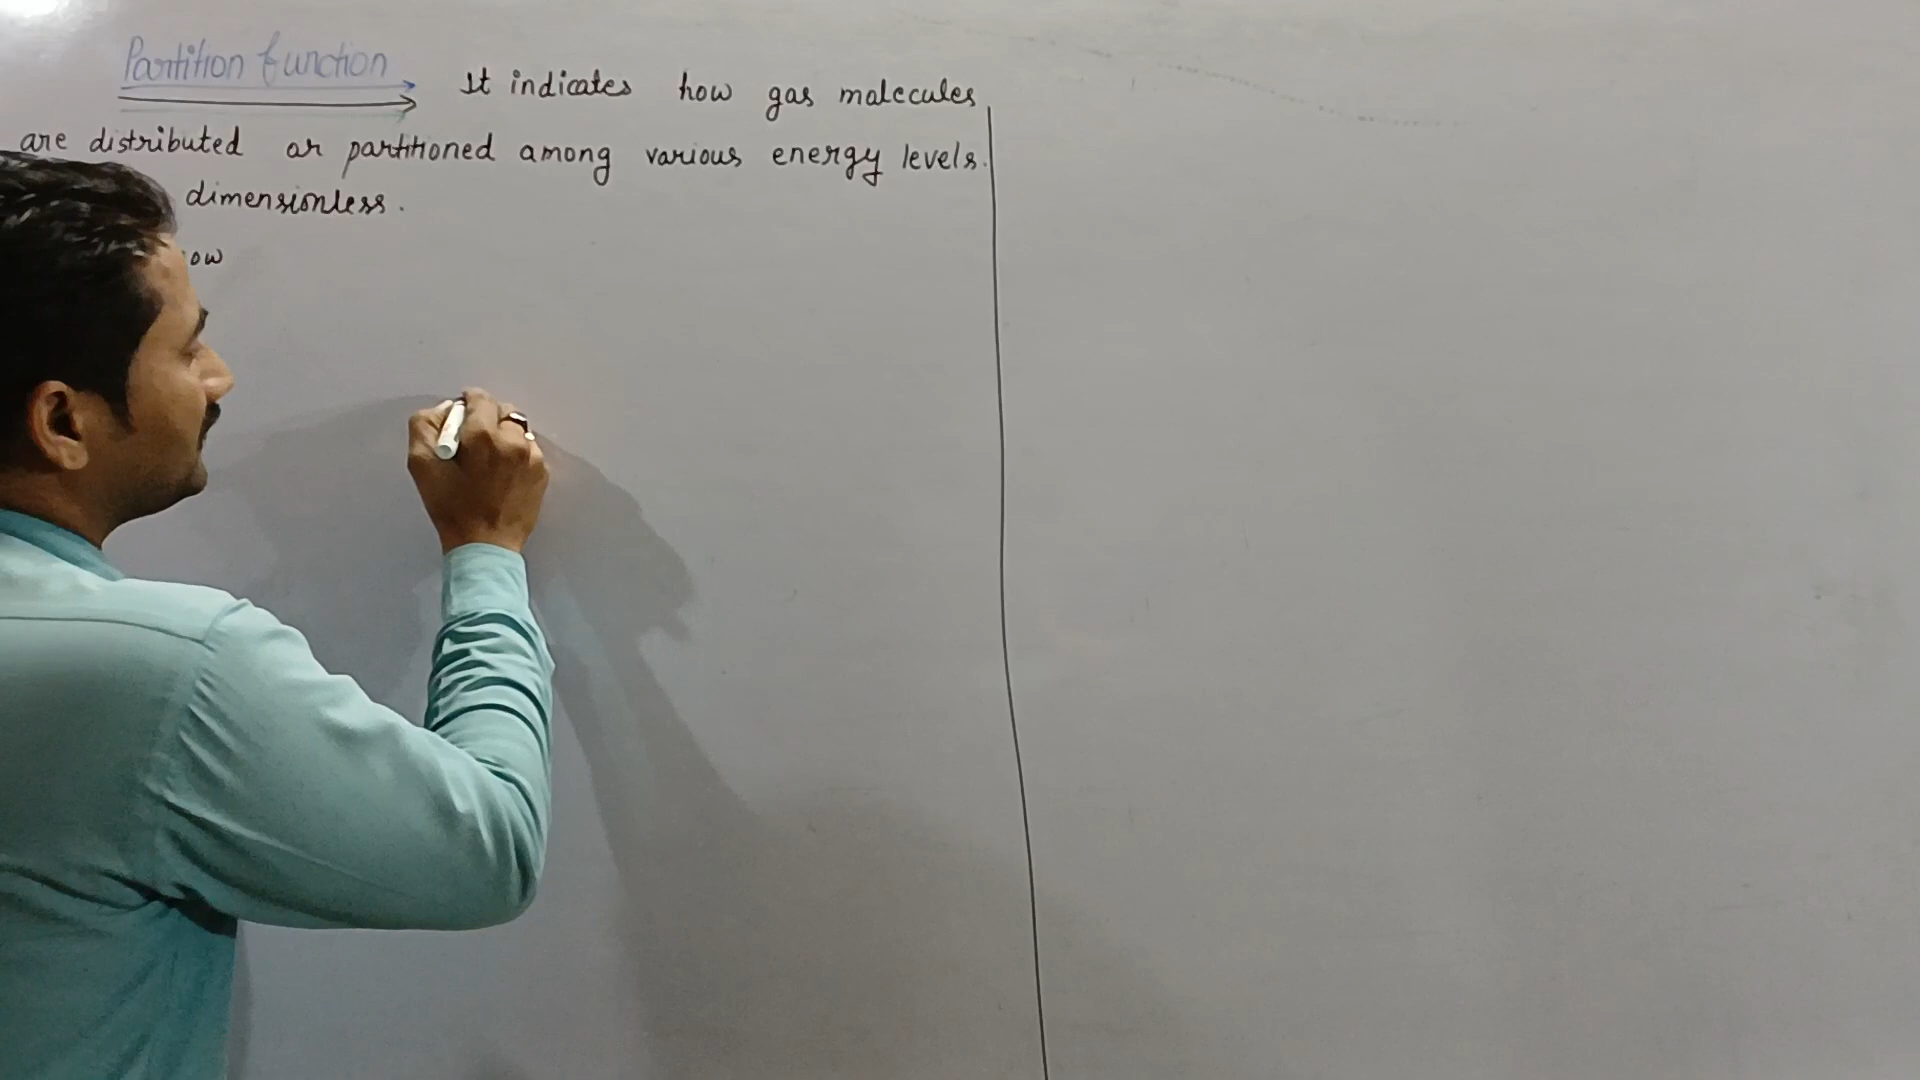 Partition function It indicates how gas molecules
are distributed or partitioned among various energy levels.
dimensionless.